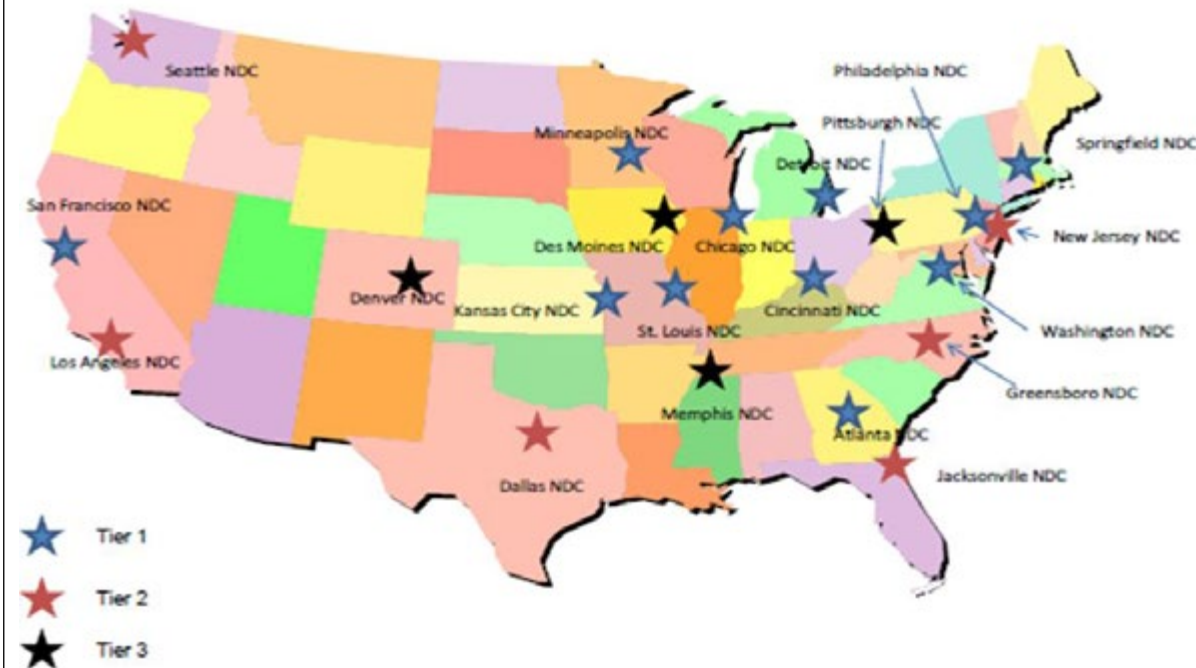 Seattle NDC
Philadelphia NDC
Pittsburgh NDC
Minneapolis NDC
Springfield NDC
Detroit NDC
San Francisco NDC
New Jersey NDC
Des Moines NDC
Chicago NDC
Denver NDC
Kansas City NDC
Cincinnati NDC
St. Louis NDC
Washington NDC
Los Angeles NDC
Greensboro NDC
Memphis NDC
Atlanta NDC
Jacksonville NDC
Dallas NDC
Tier 1
Tier 2
Tier 3